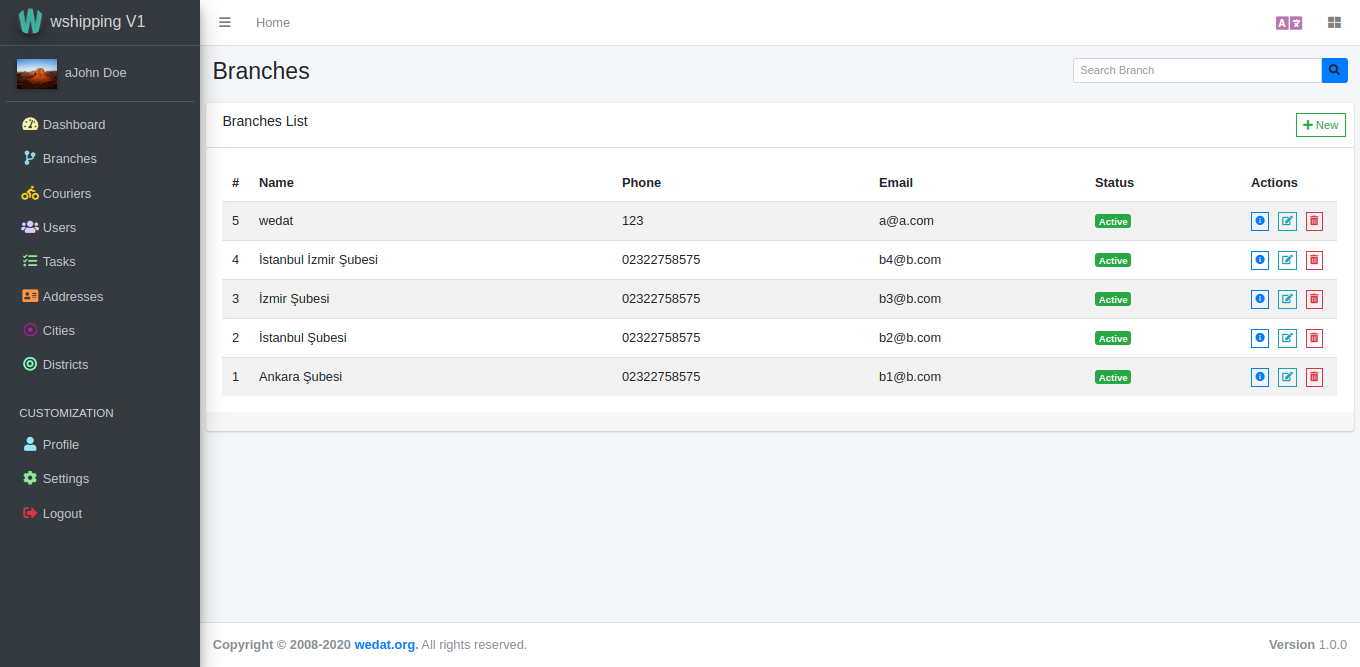 wshipping V1
Home
aJohn Doe
Dashboard
Branches
Couriers
Users
Tasks
Addresses
Cities
Districts
CUSTOMIZATION
Profile
Settings
Logout
Branches
Search Branch
Branches List
New
# Name Phone Email Status Actions
5 wedat 123 a@a.com Active
4 İstanbul İzmir Şubesi 02322758575 b4@b.com Active
3 İzmir Şubesi 02322758575 b3@b.com Active
2 İstanbul Şubesi 02322758575 b2@b.com Active
1 Ankara Şubesi 02322758575 b1@b.com Active
Copyright © 2008-2020 wedat.org. All rights reserved.
Version 1.0.0